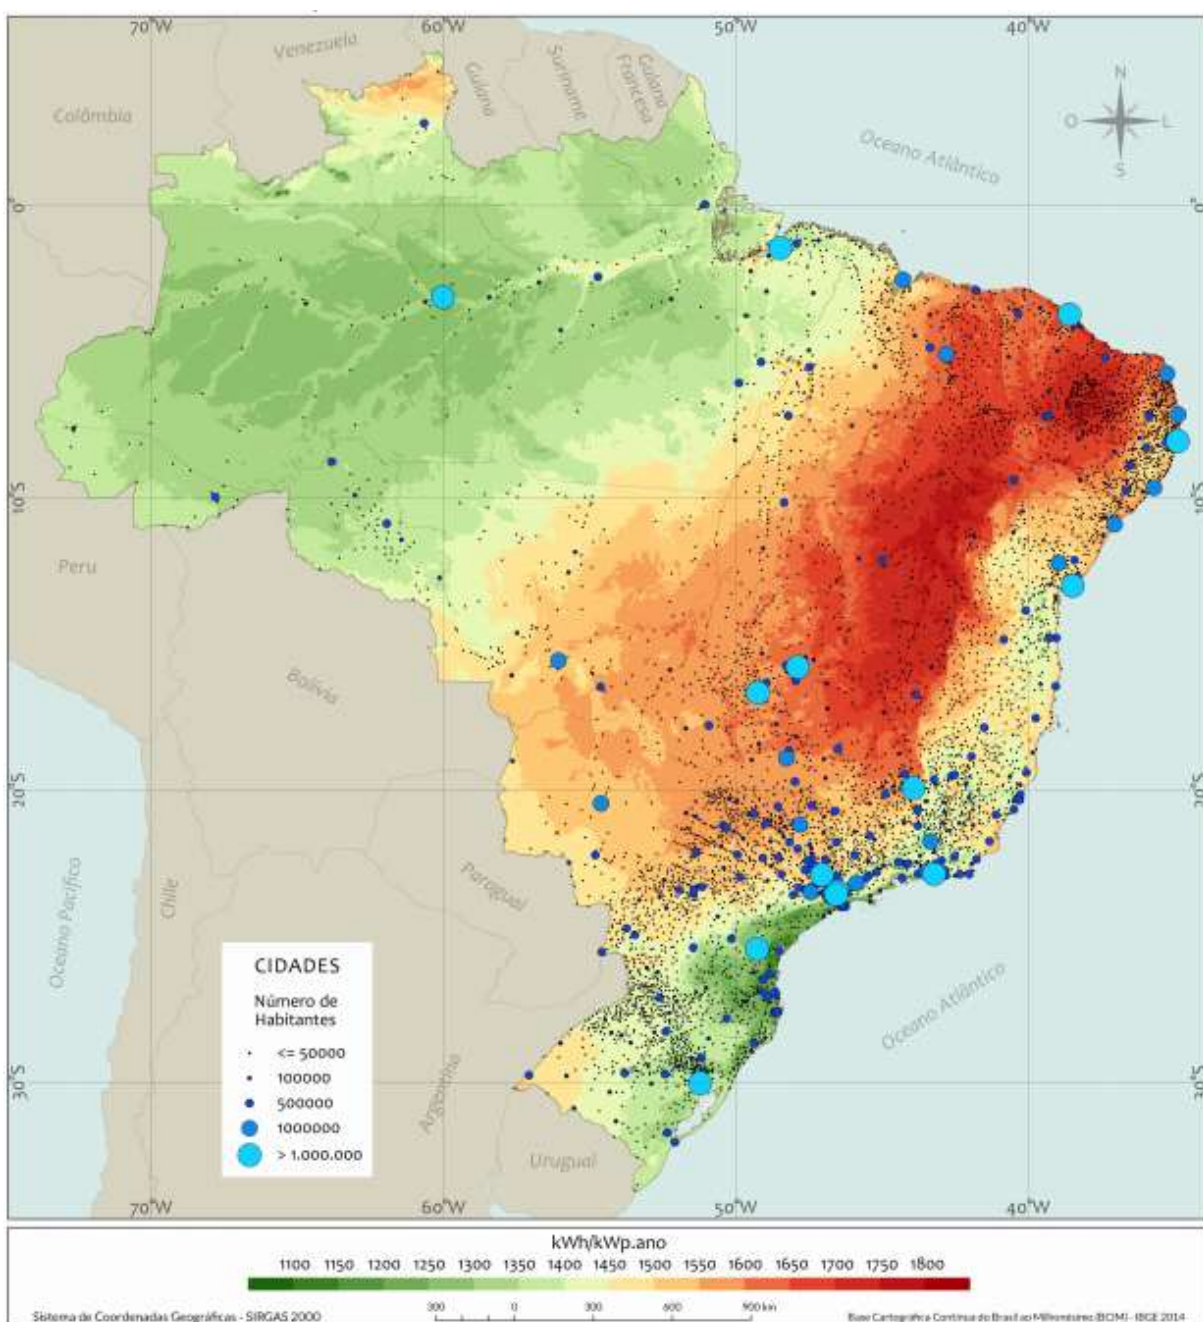 70°W 60°W 50°W 40°W
Venezuela
Guiana
Suriname
Guiana
Francesa
Colômbia
N
O L
S
Oceano Atlântico
0° 0°
10°S 10°S
Peru
Bolívia
20°S 20°S
Paraguai
Chile
Oceano Pacífico
Oceano Atlântico
CIDADES
Número de
Habitantes
<= 50000
100000
500000
1000000
> 1.000.000
Argentina
30°S 30°S
Uruguai
70°W 60°W 50°W 40°W
kWh/kWp.ano
1100 1150 1200 1250 1300 1350 1400 1450 1500 1550 1600 1650 1700 1750 1800
300 0 300 600 900 km
Sistema de Coordenadas Geográficas - SIRGAS 2000
Base Cartográfica Contínua do Brasil ao Milionésimo (BCIM) - IBGE 2014